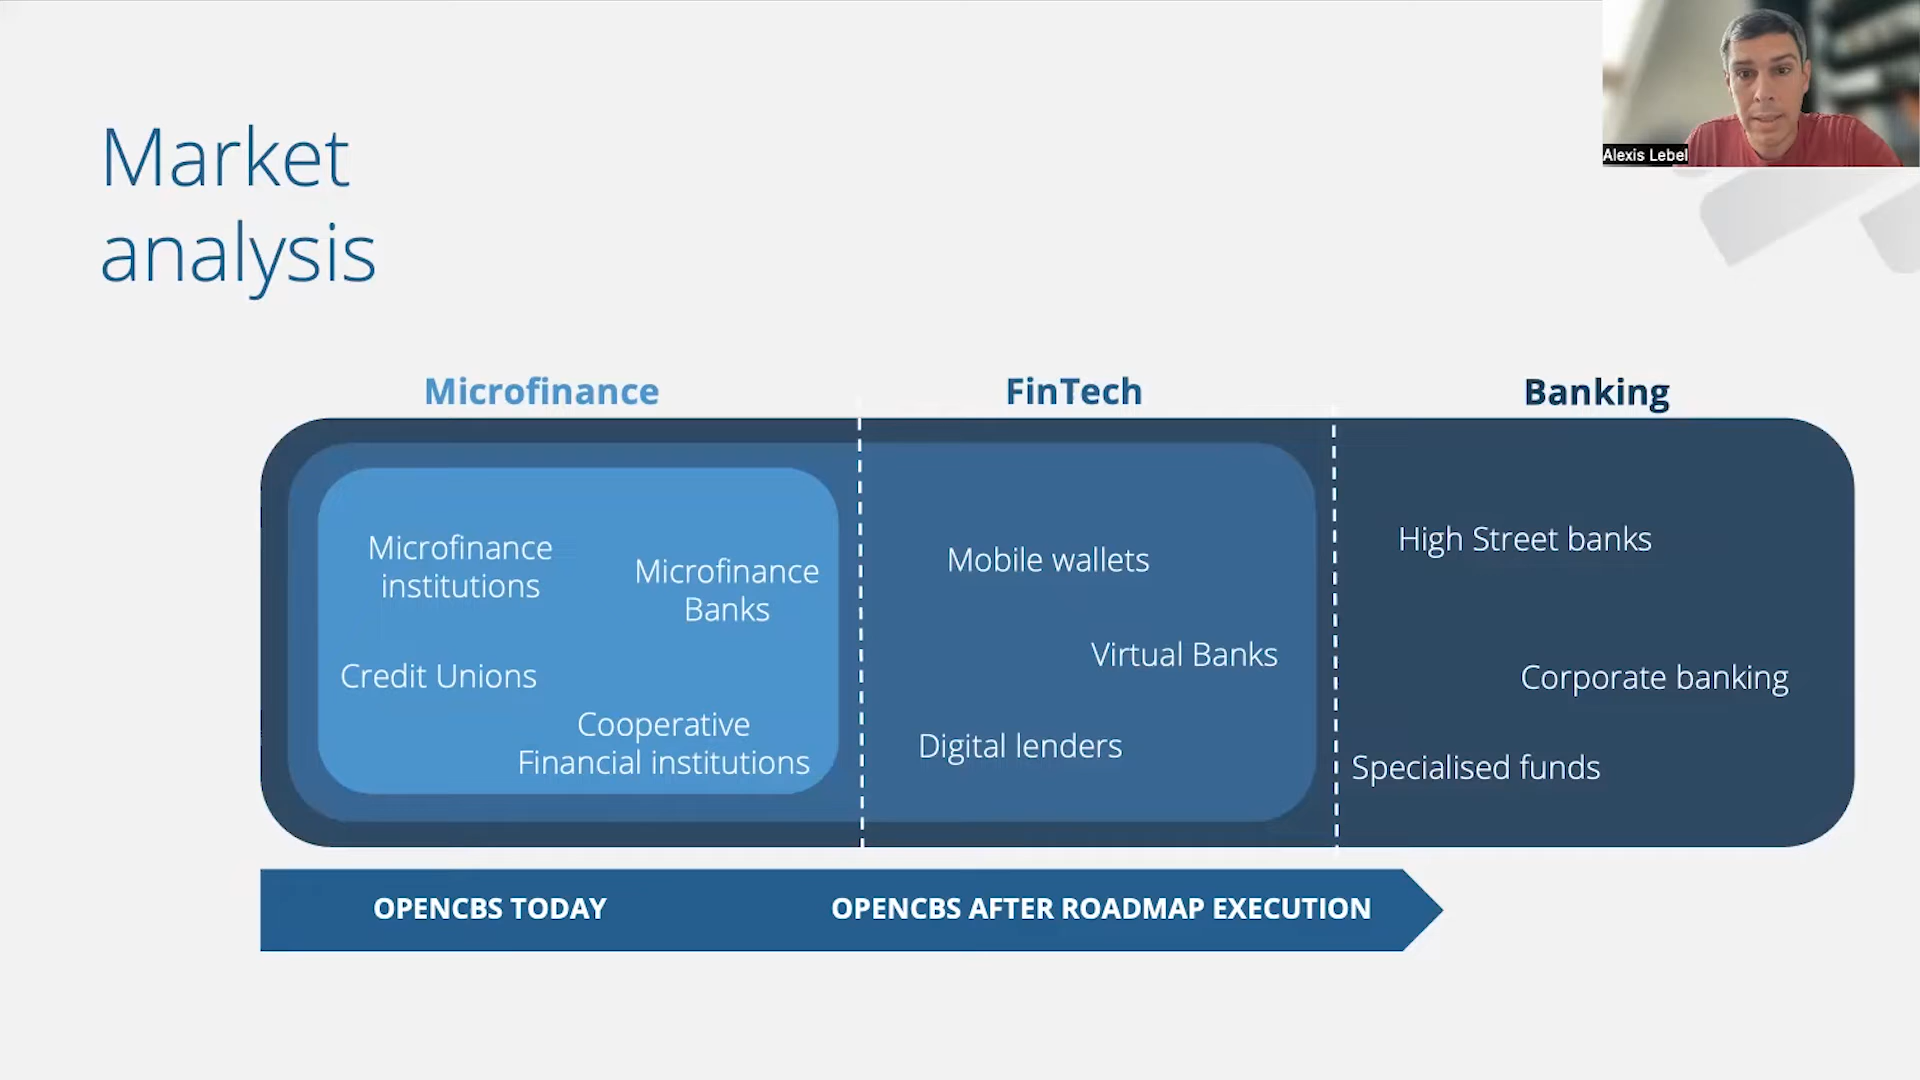 Alexis Lebel
Market
analysis
Microfinance
FinTech
Banking
Microfinance
institutions
Microfinance
Banks
Credit Unions
Cooperative
Financial institutions
Mobile wallets
Virtual Banks
Digital lenders
High Street banks
Corporate banking
Specialised funds
OPENCBS TODAY
OPENCBS AFTER ROADMAP EXECUTION